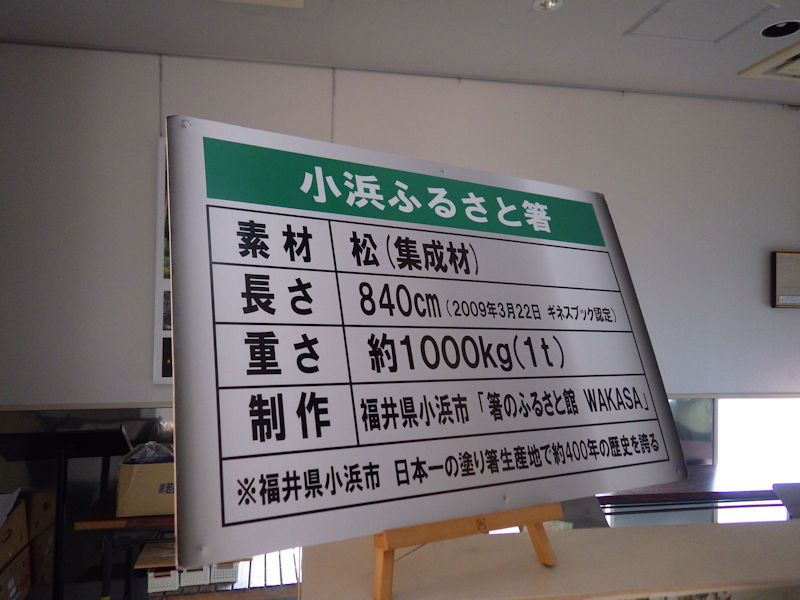 小浜ふるさと箸
素材 松(集成材)
長さ 840cm(2009年3月22日 ギネスブック認定)
重さ 約1000kg(1t)
制作 福井県小浜市「箸のふるさと館 WAKASA」
※福井県小浜市 日本一の塗り箸生産地で約400年の歴史を誇る